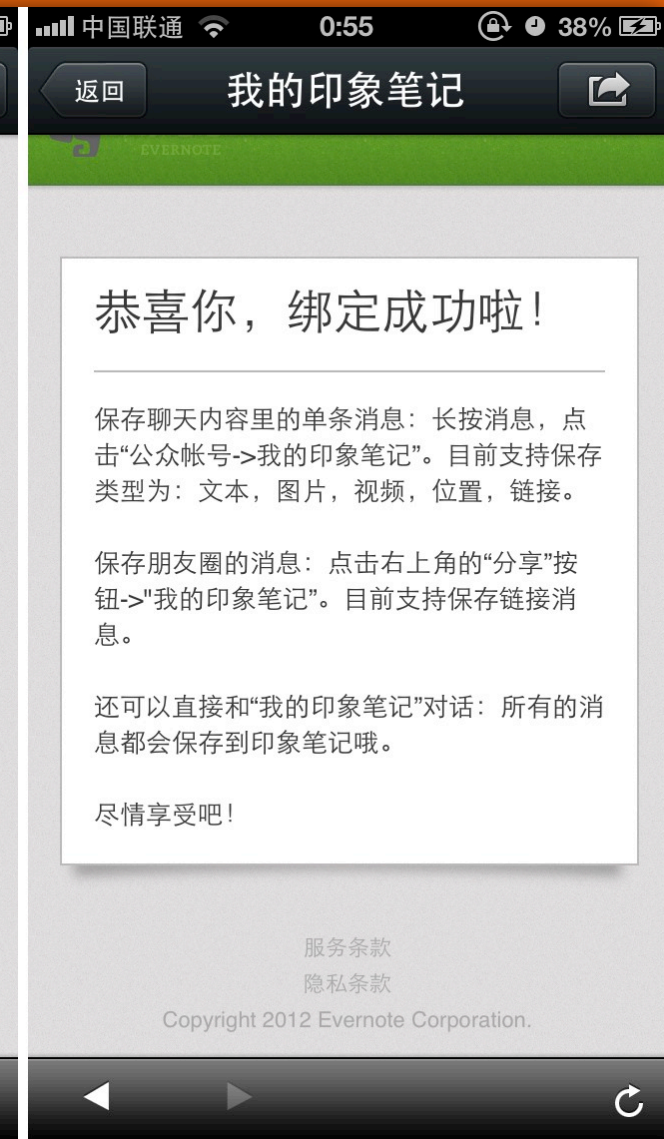 中国联通 0:55 38%
返回 我的印象笔记
EVERNOTE
恭喜你，绑定成功啦！
保存聊天内容里的单条消息：长按消息，点
击“公众帐号->我的印象笔记”。目前支持保存
类型为：文本，图片，视频，位置，链接。
保存朋友圈的消息：点击右上角的“分享”按
钮->"我的印象笔记”。目前支持保存链接消
息。
还可以直接和“我的印象笔记”对话：所有的消
息都会保存到印象笔记哦。
尽情享受吧！
服务条款
隐私条款
Copyright 2012 Evernote Corporation.